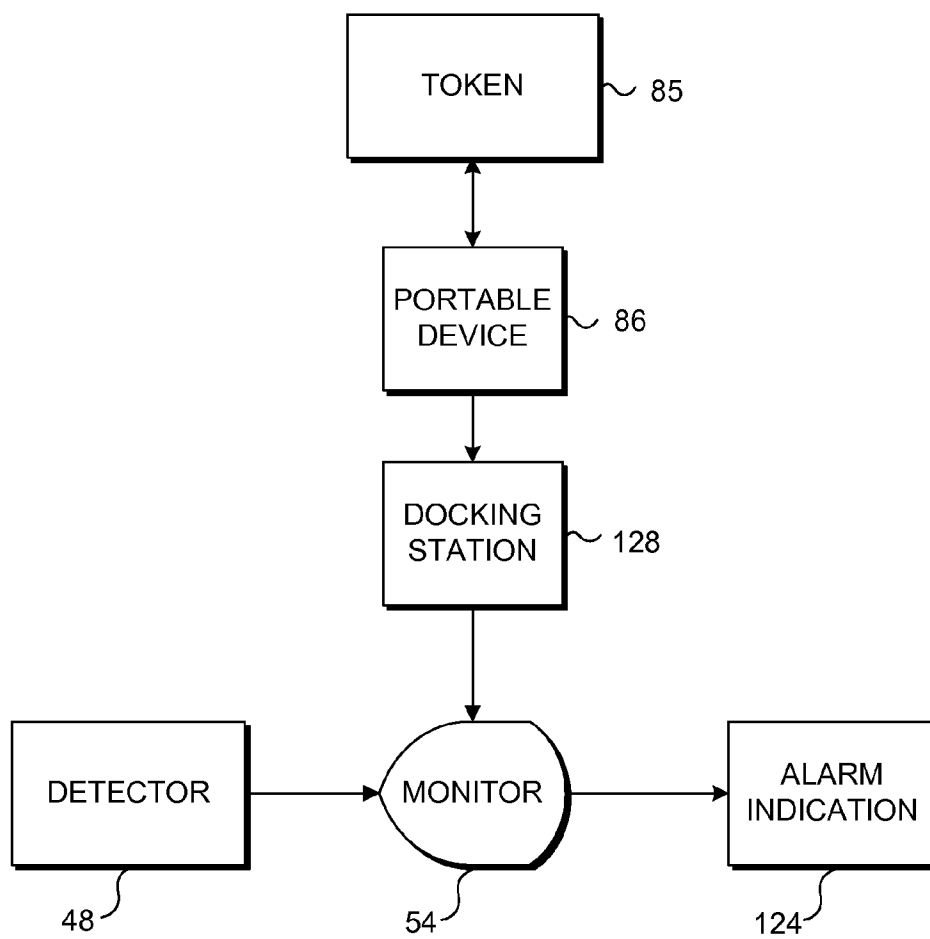 TOKEN
85
PORTABLE
DEVICE
86
DOCKING
STATION
128
DETECTOR
MONITOR
ALARM
INDICATION
48
54
124